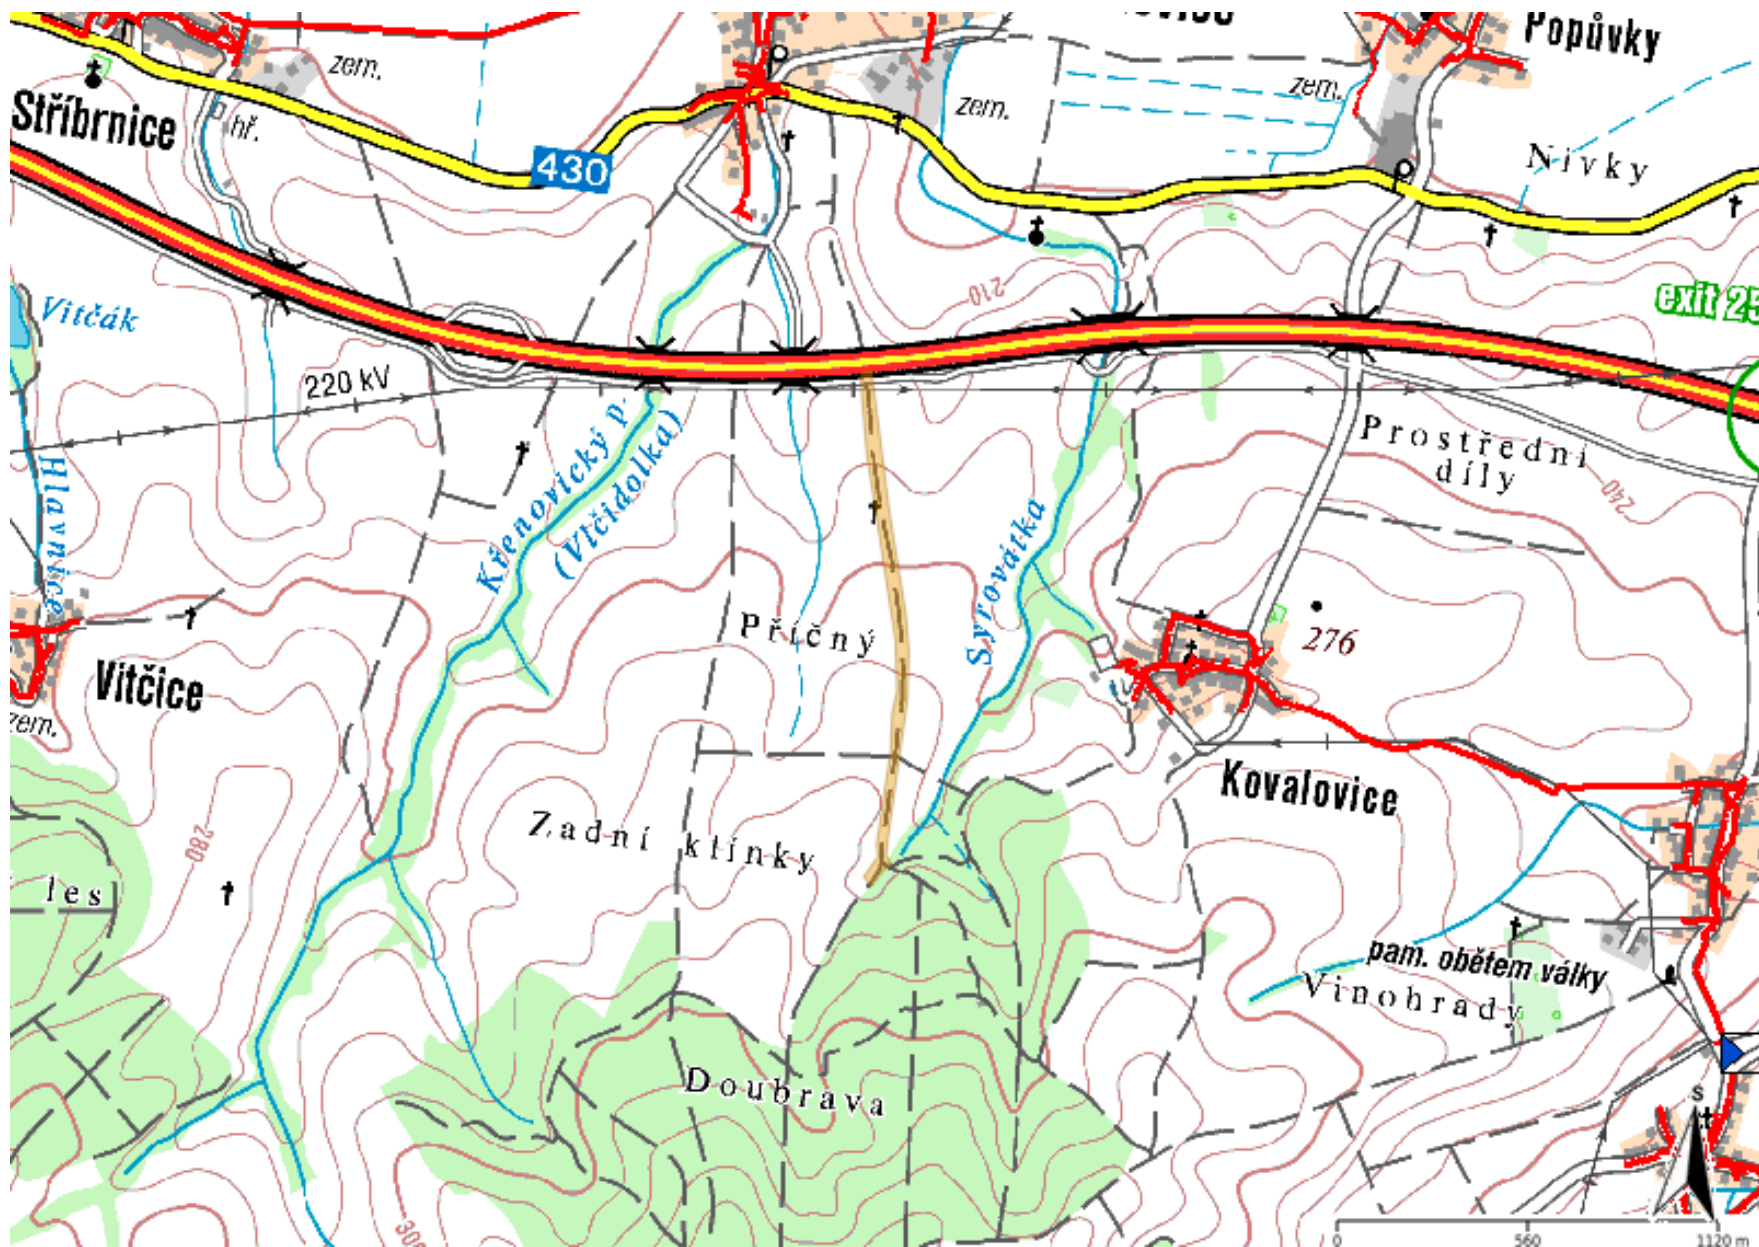 Popůvky
zem.
zem.
zem.
Stříbrnice
hř.
430
Nivky
210
exit 25
Vitčák
220 kV
Křenovický p.
(Vlčidolka)
Prostřední
díly
240
Hlavnice
Syrovátka
Příčný
276
Vitčice
zem.
Kovalovice
Zadní klínky
280
les
pam. obětem války
Vinohrady
Doubrava
S
300
0 560 1120 m